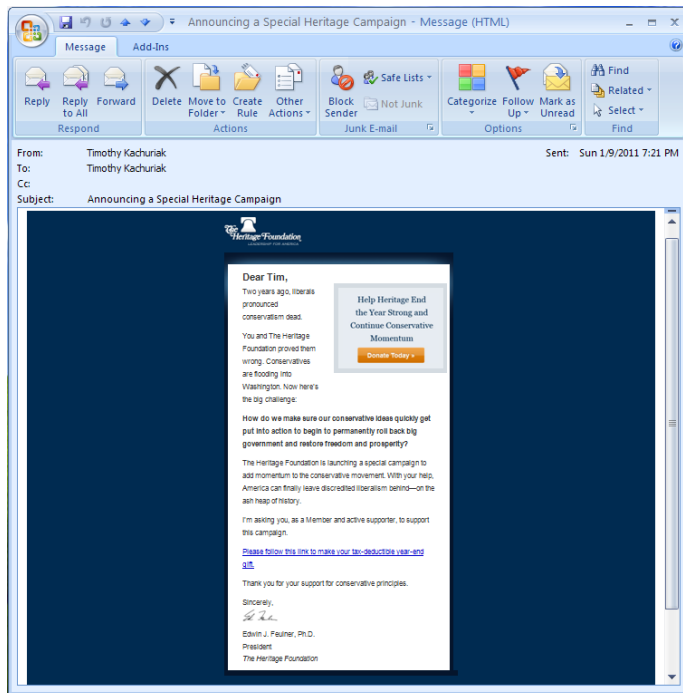 Announcing a Special Heritage Campaign - Message (HTML)
Message Add-Ins
Reply Reply to All Forward
Respond
Delete Move to Folder Create Rule Other Actions
Actions
Block Sender Safe Lists Not Junk
Junk E-mail
Categorize Follow Up Mark as Unread
Options
Find
Related
Select
Find
From: Timothy Kachuriak Sent: Sun 1/9/2011 7:21 PM
To: Timothy Kachuriak
Cc:
Subject: Announcing a Special Heritage Campaign
The
Heritage Foundation
LEADERSHIP FOR AMERICA
Dear Tim,
Two years ago, liberals
pronounced
conservatism dead.
You and The Heritage
Foundation proved them
wrong. Conservatives
are flooding into
Washington. Now here's
the big challenge:
Help Heritage End
the Year Strong and
Continue Conservative
Momentum
Donate Today »
How do we make sure our conservative ideas quickly get
put into action to begin to permanently roll back big
government and restore freedom and prosperity?
The Heritage Foundation is launching a special campaign to
add momentum to the conservative movement. With your help,
America can finally leave discredited liberalism behind—on the
ash heap of history.
I'm asking you, as a Member and active supporter, to support
this campaign.
Please follow this link to make your tax-deductible year-end
gift.
Thank you for your support for conservative principles.
Sincerely,
Edwin J. Feulner, Ph.D.
President
The Heritage Foundation